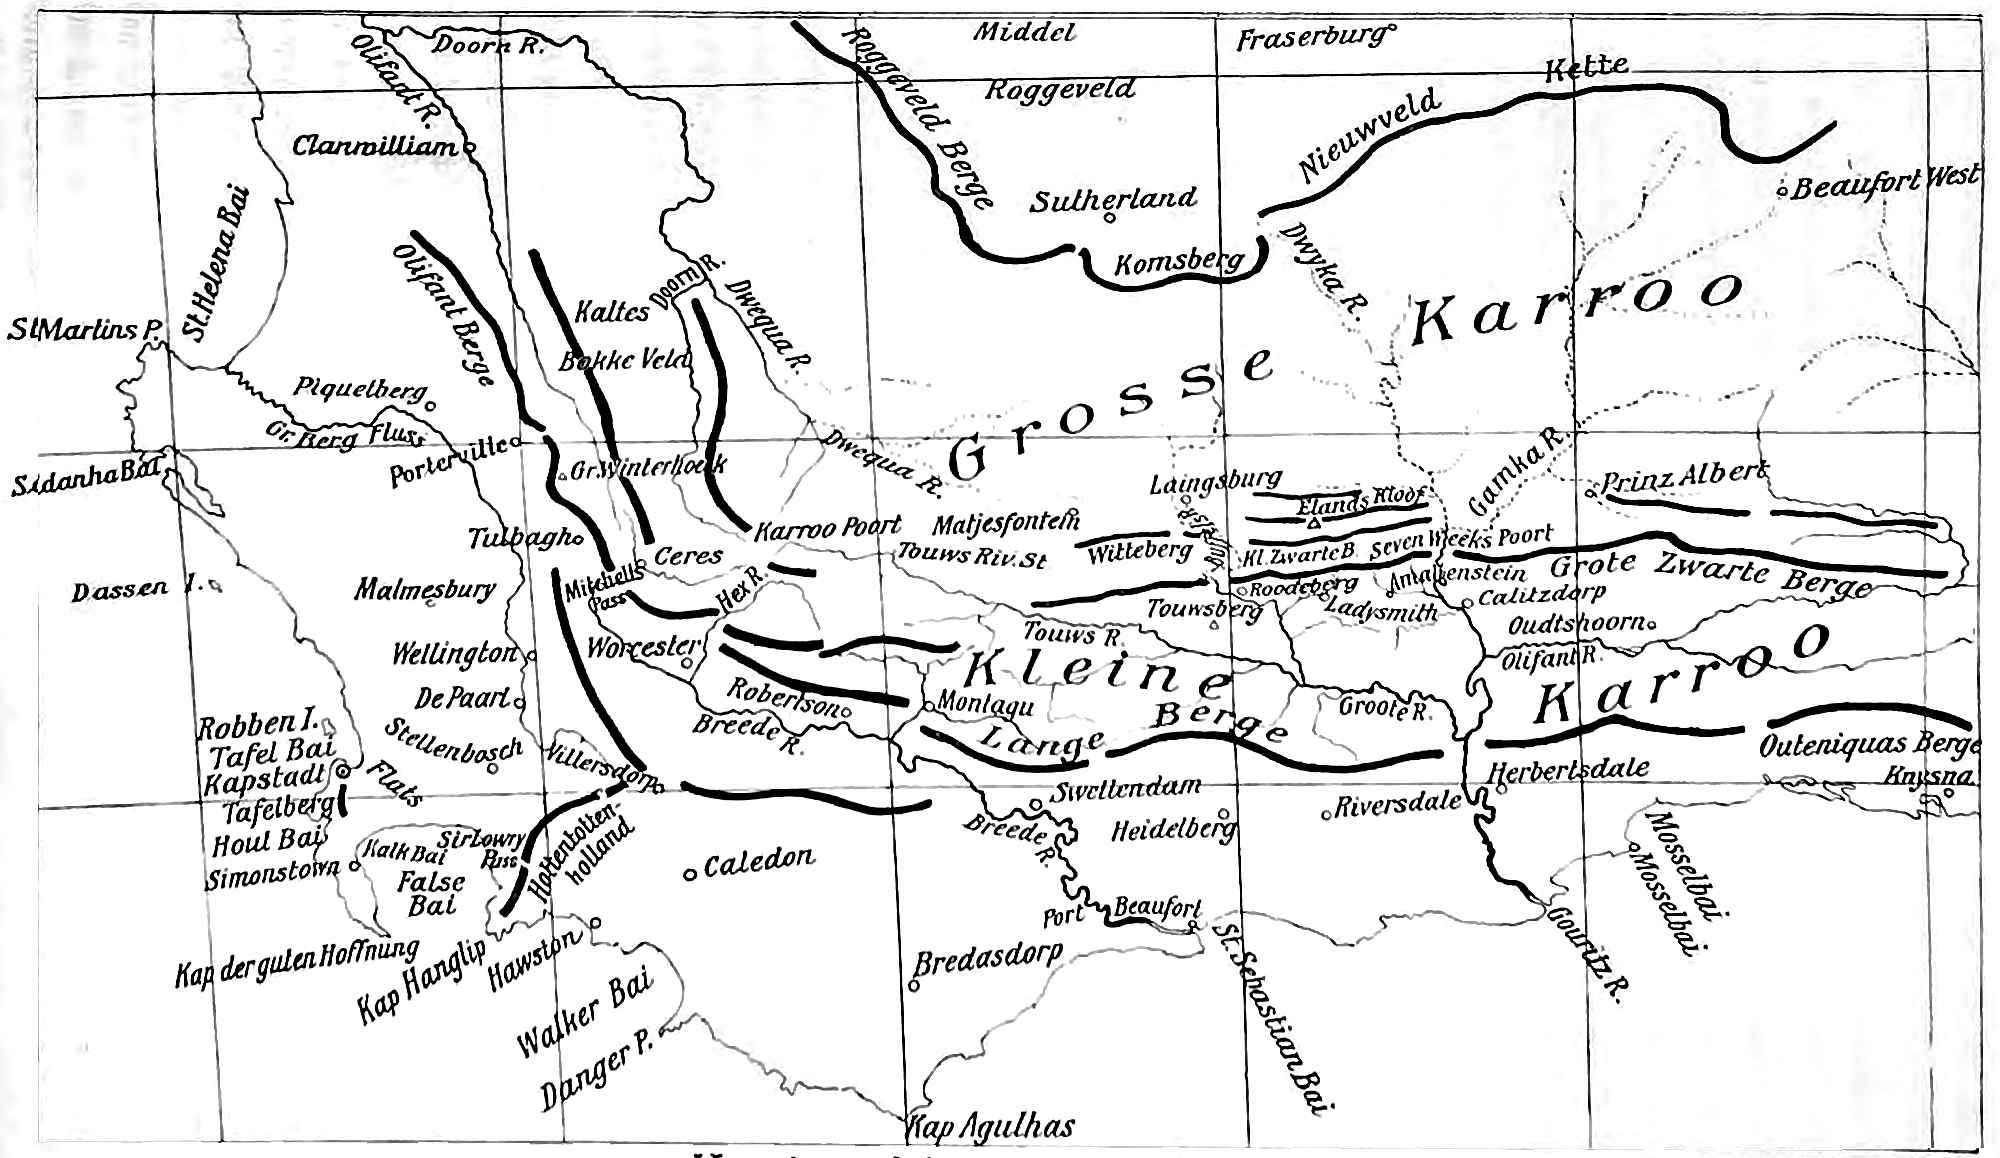 Doorn R.
Middel
Fraserburg
Olifant R.
Roggeveld
Kette
Roggeveld Berge
Nieuwveld
Clanwilliam
Beaufort West
St. Helena Bai
Sutherland
Komsberg
Dwyka R.
Olifant Berge
Kaltes
Doorn R.
Dwequa R.
Bokke Veld
Grosse Karroo
St Martins P.
Piquetberg
Gr. Berg Fluss
Porterville
Gr. Winterhoek
Dwequa R.
Gamka R.
Sldanha Bai
Laingsburg
Elands Kloof
Prinz Albert
Tulbagh
Ceres
Karroo Poort
Matjesfontein
Touws Riv. St
Witteberg
Kl. Zwarte B.
Seven Weeks Poort
Grote Zwarte Berge
Dassen I.
Malmesbury
Mitchells
Pass
Hex R.
Roodeberg
Amalienstein
Calitzdorp
Touwsberg
Ladysmith
Oudtshoorn
Wellington
Worcester
Touws R.
Olifant R.
Kleine Karroo
De Paarl
Robertson
Montagu
Groote R.
Robben I.
Stellenbosch
Breede R.
Lange Berge
Tafel Bai
Villersdorp
Outeniquas Berge
Kapstadt
Flats
Herbertsdale
Knysna
Tafelberg
Swellendam
Riversdale
Houl Bai
Kalk Bai
Sir Lowry
Pass
Hottentotten-
holland
Breede R.
Heidelberg
Mosselbai
Mosselbai
Simonstown
False
Bai
Caledon
Port Beaufort
Kap der guten Hoffnung
Kap Hanglip
Hawston
Bredasdorp
St. Sebastian Bai
Gouritz R.
Walker Bai
Danger P.
Kap Agulhas